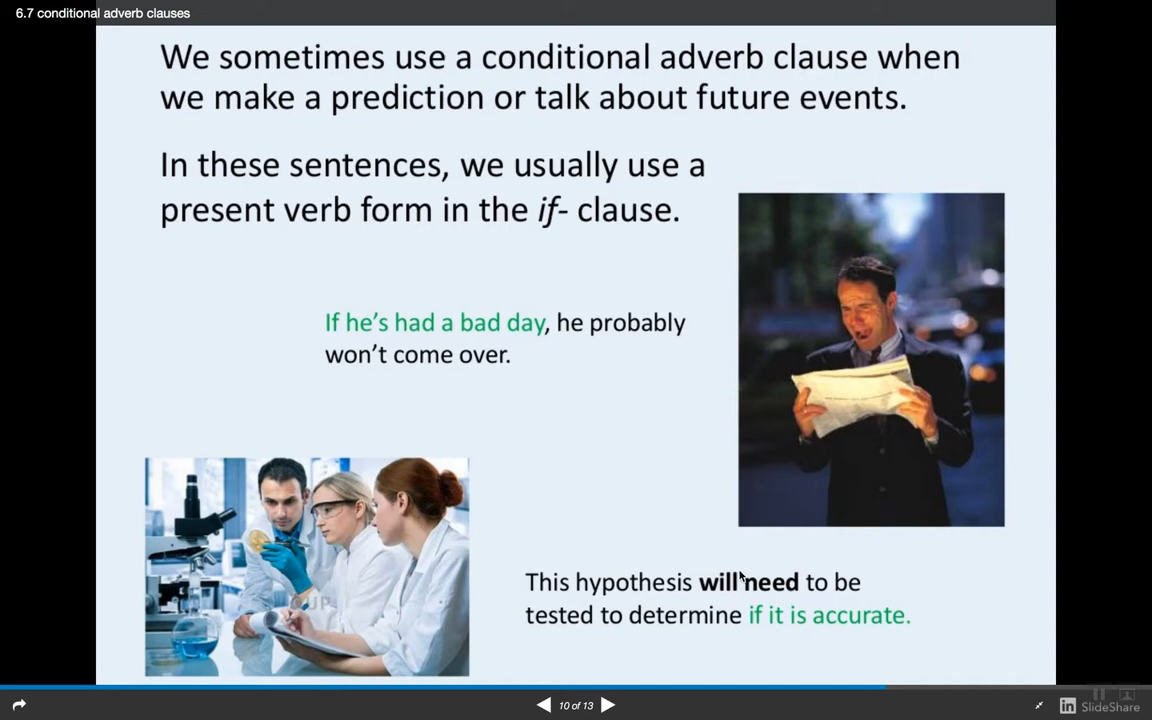 6.7 conditional adverb clauses
We sometimes use a conditional adverb clause when
we make a prediction or talk about future events.
In these sentences, we usually use a
present verb form in the if- clause.
If he's had a bad day, he probably
won't come over.
This hypothesis will need to be
tested to determine if it is accurate.
10 of 13
in SlideShare